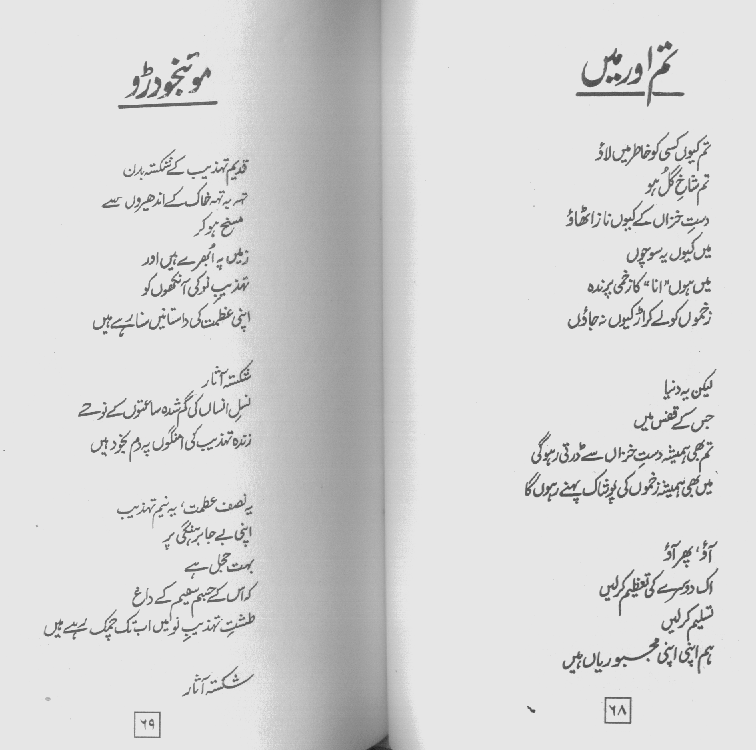 تم اور میں
تم کیوں کسی کو خاطر میں لاؤ
تم شاخِ گُل ہو
دستِ خزاں کے کیوں ناز اٹھاؤ
میں کیوں یہ سوچوں
میں ہوں ”انا“ کا زخمی پرندہ
زخموں کو لے کر اڑ کیوں نہ جاؤں
لیکن یہ دنیا
جس کے قفس میں
تم بھی ہمیشہ دستِ خزاں سے ڈرتی رہو گی
میں بھی ہمیشہ زخموں کی پوشاک پہنے رہوں گا
آؤ، پھر آؤ
اک دوسرے کی تعظیم کر لیں
تسلیم کر لیں
ہم اپنی اپنی مجبوریاں ہیں
۶۸
موئنجودڑو
قدیم تہذیب کے شکستہ بدن
تہہ بہ تہہ خاک کے اندھیروں سے
مسخ ہو کر
زمیں پہ اُبھرے ہیں اور
تہذیبِ نو کی آنکھوں کو
اپنی عظمت کی داستانیں سنا رہے ہیں
شکستہ آثار
نسلِ انساں کی گم شدہ ساعتوں کے نوحے
زندہ تہذیب کی امنگوں پہ دم بخود ہیں
یہ نصف عظمت، یہ نیم تہذیب
اپنی بے جا برہنگی پر
بہت خجل ہے
کہ اس کے جسمِ سقیم کے داغ
طشتِ تہذیبِ نو میں اب تک چمک رہے ہیں
شکستہ آثار
۶۹